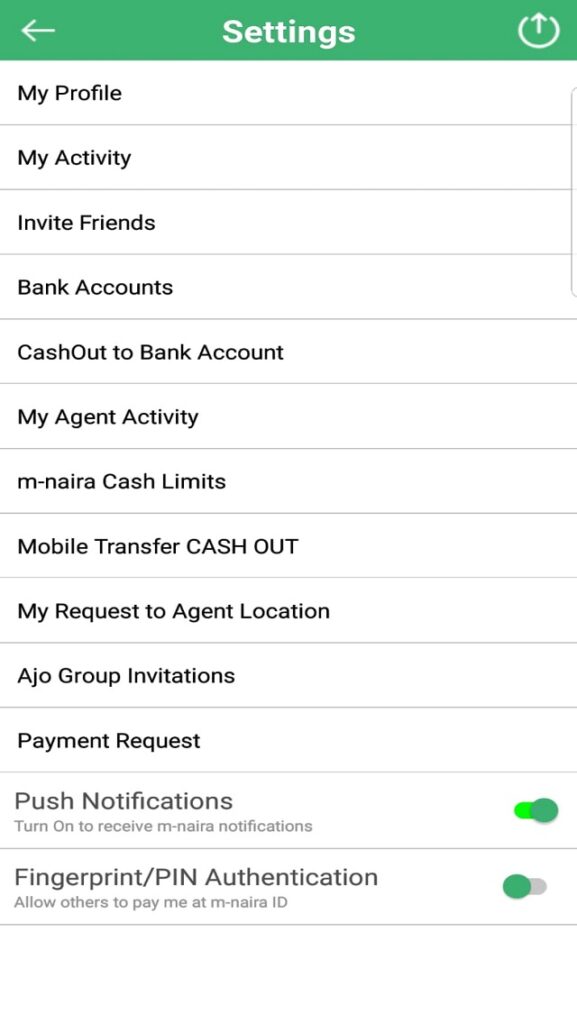 Settings
My Profile
My Activity
Invite Friends
Bank Accounts
CashOut to Bank Account
My Agent Activity
m-naira Cash Limits
Mobile Transfer CASH OUT
My Request to Agent Location
Ajo Group Invitations
Payment Request
Push Notifications
Turn On to receive m-naira notifications
Fingerprint/PIN Authentication
Allow others to pay me at m-naira ID